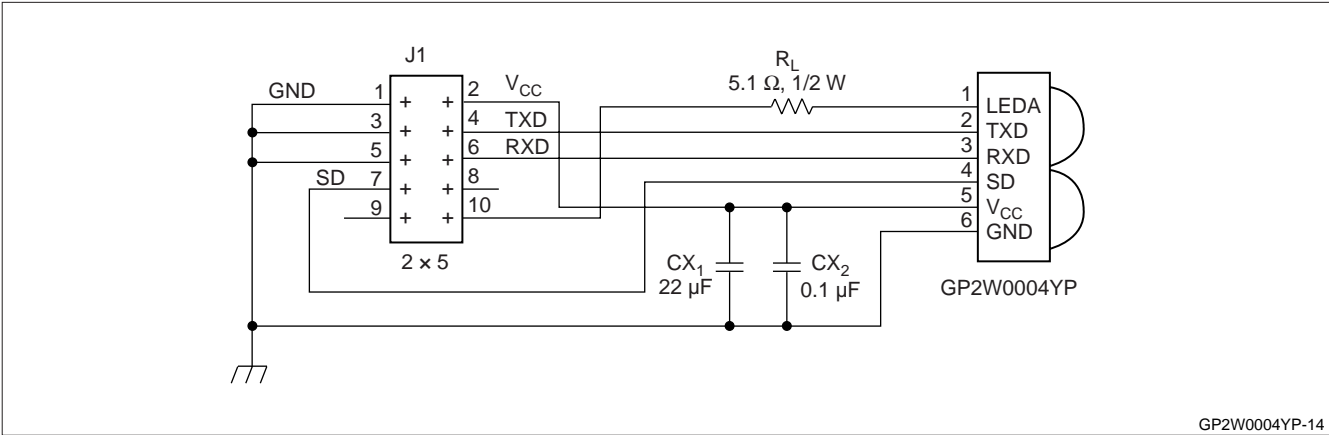 J1
GND 1 2 V_CC
3 4 TXD
5 6 RXD
SD 7 8
9 10
2 × 5
R_L
5.1 Ω, 1/2 W
CX_1
22 µF
CX_2
0.1 µF
1 LEDA
2 TXD
3 RXD
4 SD
5 V_CC
6 GND
GP2W0004YP
GP2W0004YP-14